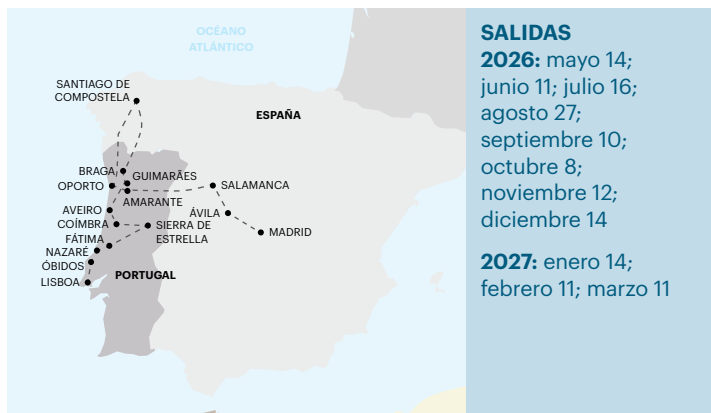 OCÉANO
ATLÁNTICO
SANTIAGO DE
COMPOSTELA
ESPAÑA
BRAGA
GUIMARÃES
OPORTO
SALAMANCA
AMARANTE
AVEIRO
ÁVILA
COÍMBRA
SIERRA DE
ESTRELLA
MADRID
FÁTIMA
NAZARÉ
ÓBIDOS
PORTUGAL
LISBOA
SALIDAS
2026: mayo 14;
junio 11; julio 16;
agosto 27;
septiembre 10;
octubre 8;
noviembre 12;
diciembre 14
2027: enero 14;
febrero 11; marzo 11